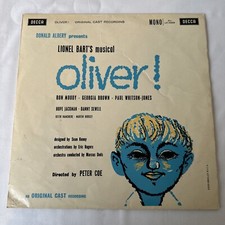 DECCA OLIVER! ORIGINAL CAST RECORDING MONO DECCA
DONALD ALBERY presents
LIONEL BART'S musical
oliver!
RON MOODY · GEORGIA BROWN · PAUL WHITSUN-JONES
HOPE JACKMAN · DANNY SEWELL
designed by Sean Kenny
orchestrations by Eric Rogers
orchestra conducted by Marcus Dods
Directed by PETER COE
an ORIGINAL CAST recording